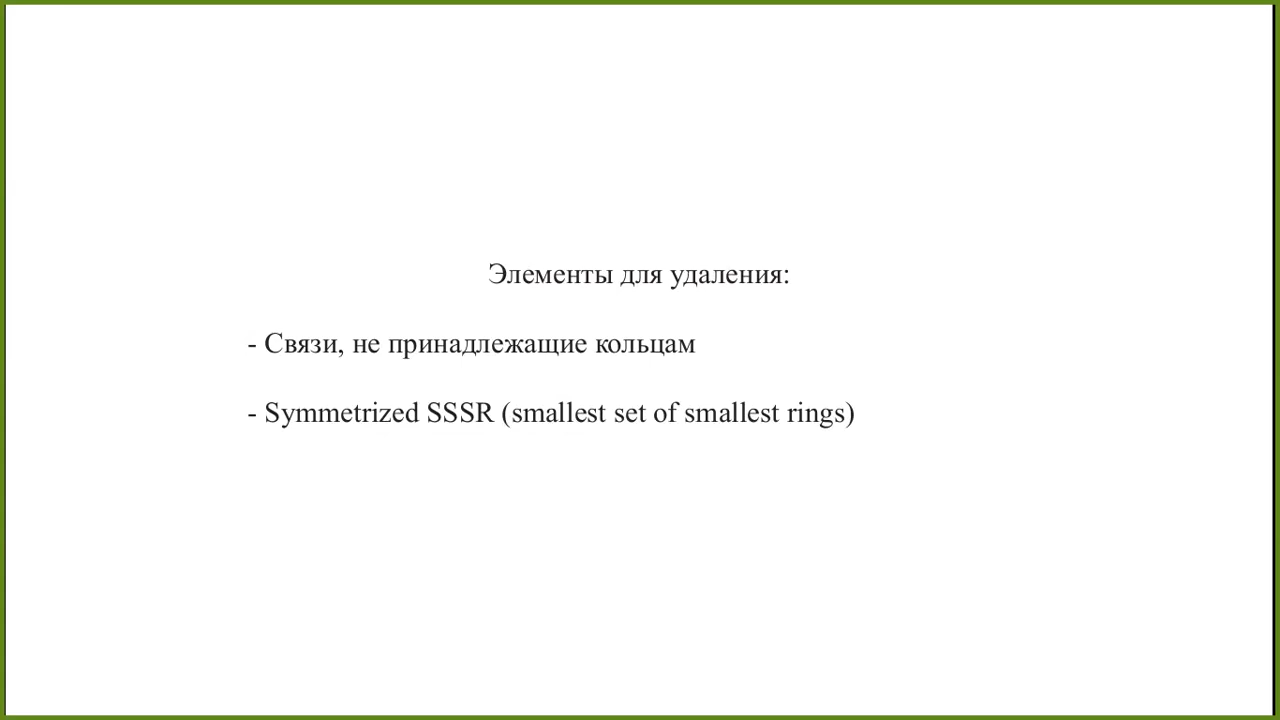 Элементы для удаления:
- Связи, не принадлежащие кольцам
- Symmetrized SSSR (smallest set of smallest rings)